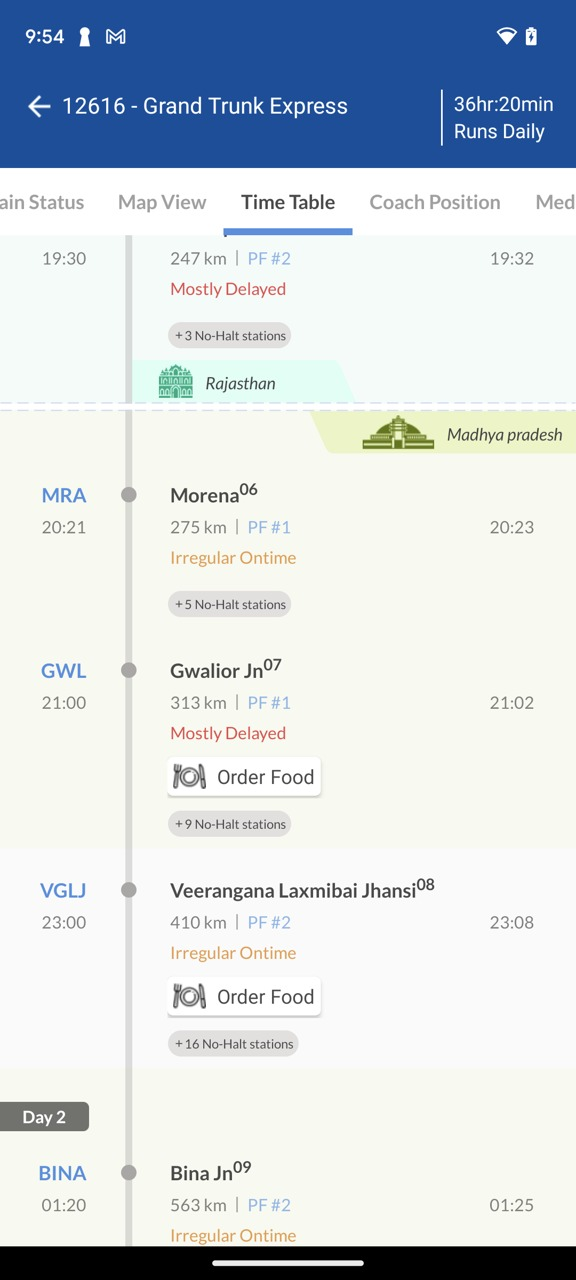 9:54
12616 - Grand Trunk Express
36hr:20min
Runs Daily
ain Status Map View Time Table Coach Position Med
19:30 247 km | PF #2 19:32
Mostly Delayed
+3 No-Halt stations
Rajasthan
Madhya pradesh
MRA Morena06
20:21 275 km | PF #1 20:23
Irregular Ontime
+5 No-Halt stations
GWL Gwalior Jn07
21:00 313 km | PF #1 21:02
Mostly Delayed
Order Food
+9 No-Halt stations
VGLJ Veerangana Laxmibai Jhansi08
23:00 410 km | PF #2 23:08
Irregular Ontime
Order Food
+16 No-Halt stations
Day 2
BINA Bina Jn09
01:20 563 km | PF #2 01:25
Irregular Ontime